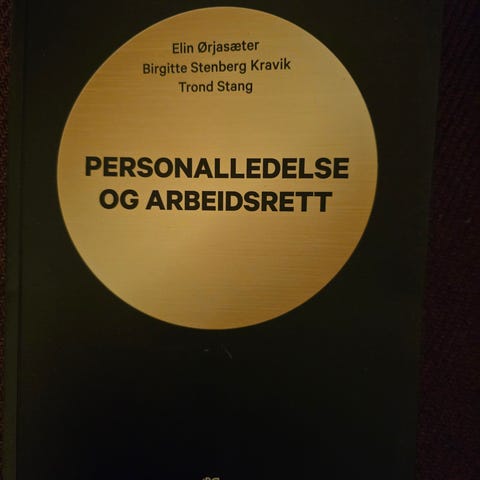 Elin Ørjasæter
Birgitte Stenberg Kravik
Trond Stang
PERSONALLEDELSE
OG ARBEIDSRETT